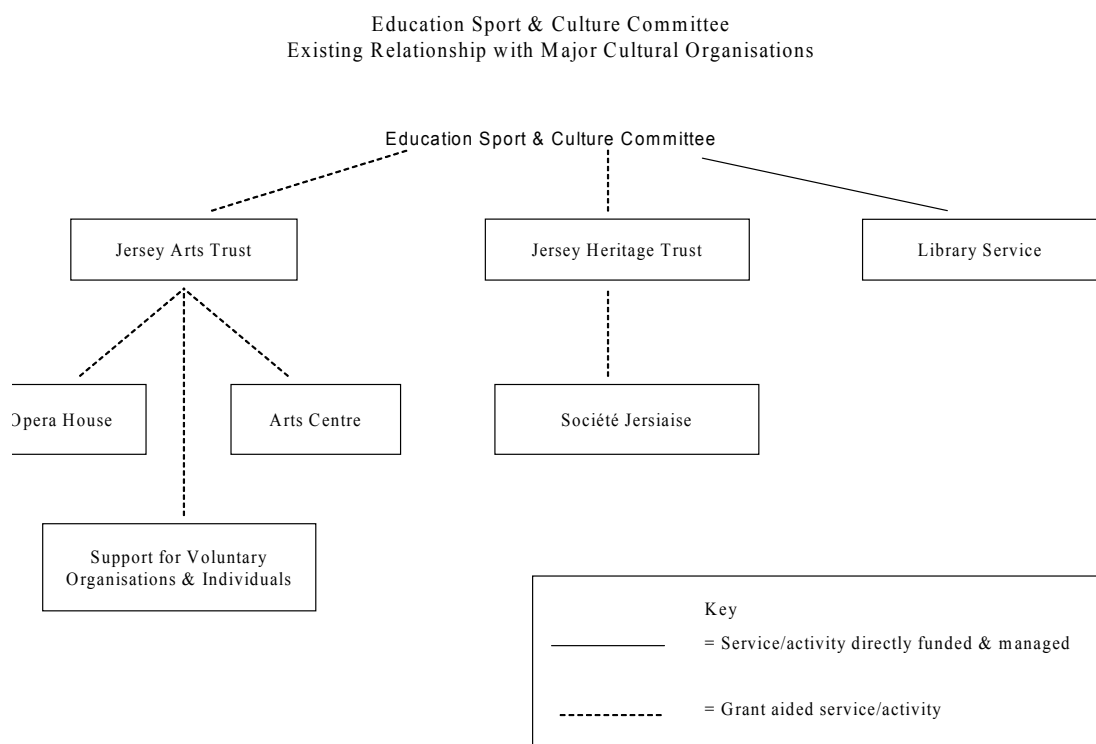 Education Sport & Culture Committee
Existing Relationship with Major Cultural Organisations
Education Sport & Culture Committee
Jersey Arts Trust
Jersey Heritage Trust
Library Service
Opera House
Arts Centre
Société Jersiaise
Support for Voluntary
Organisations & Individuals
Key
= Service/activity directly funded & managed
= Grant aided service/activity